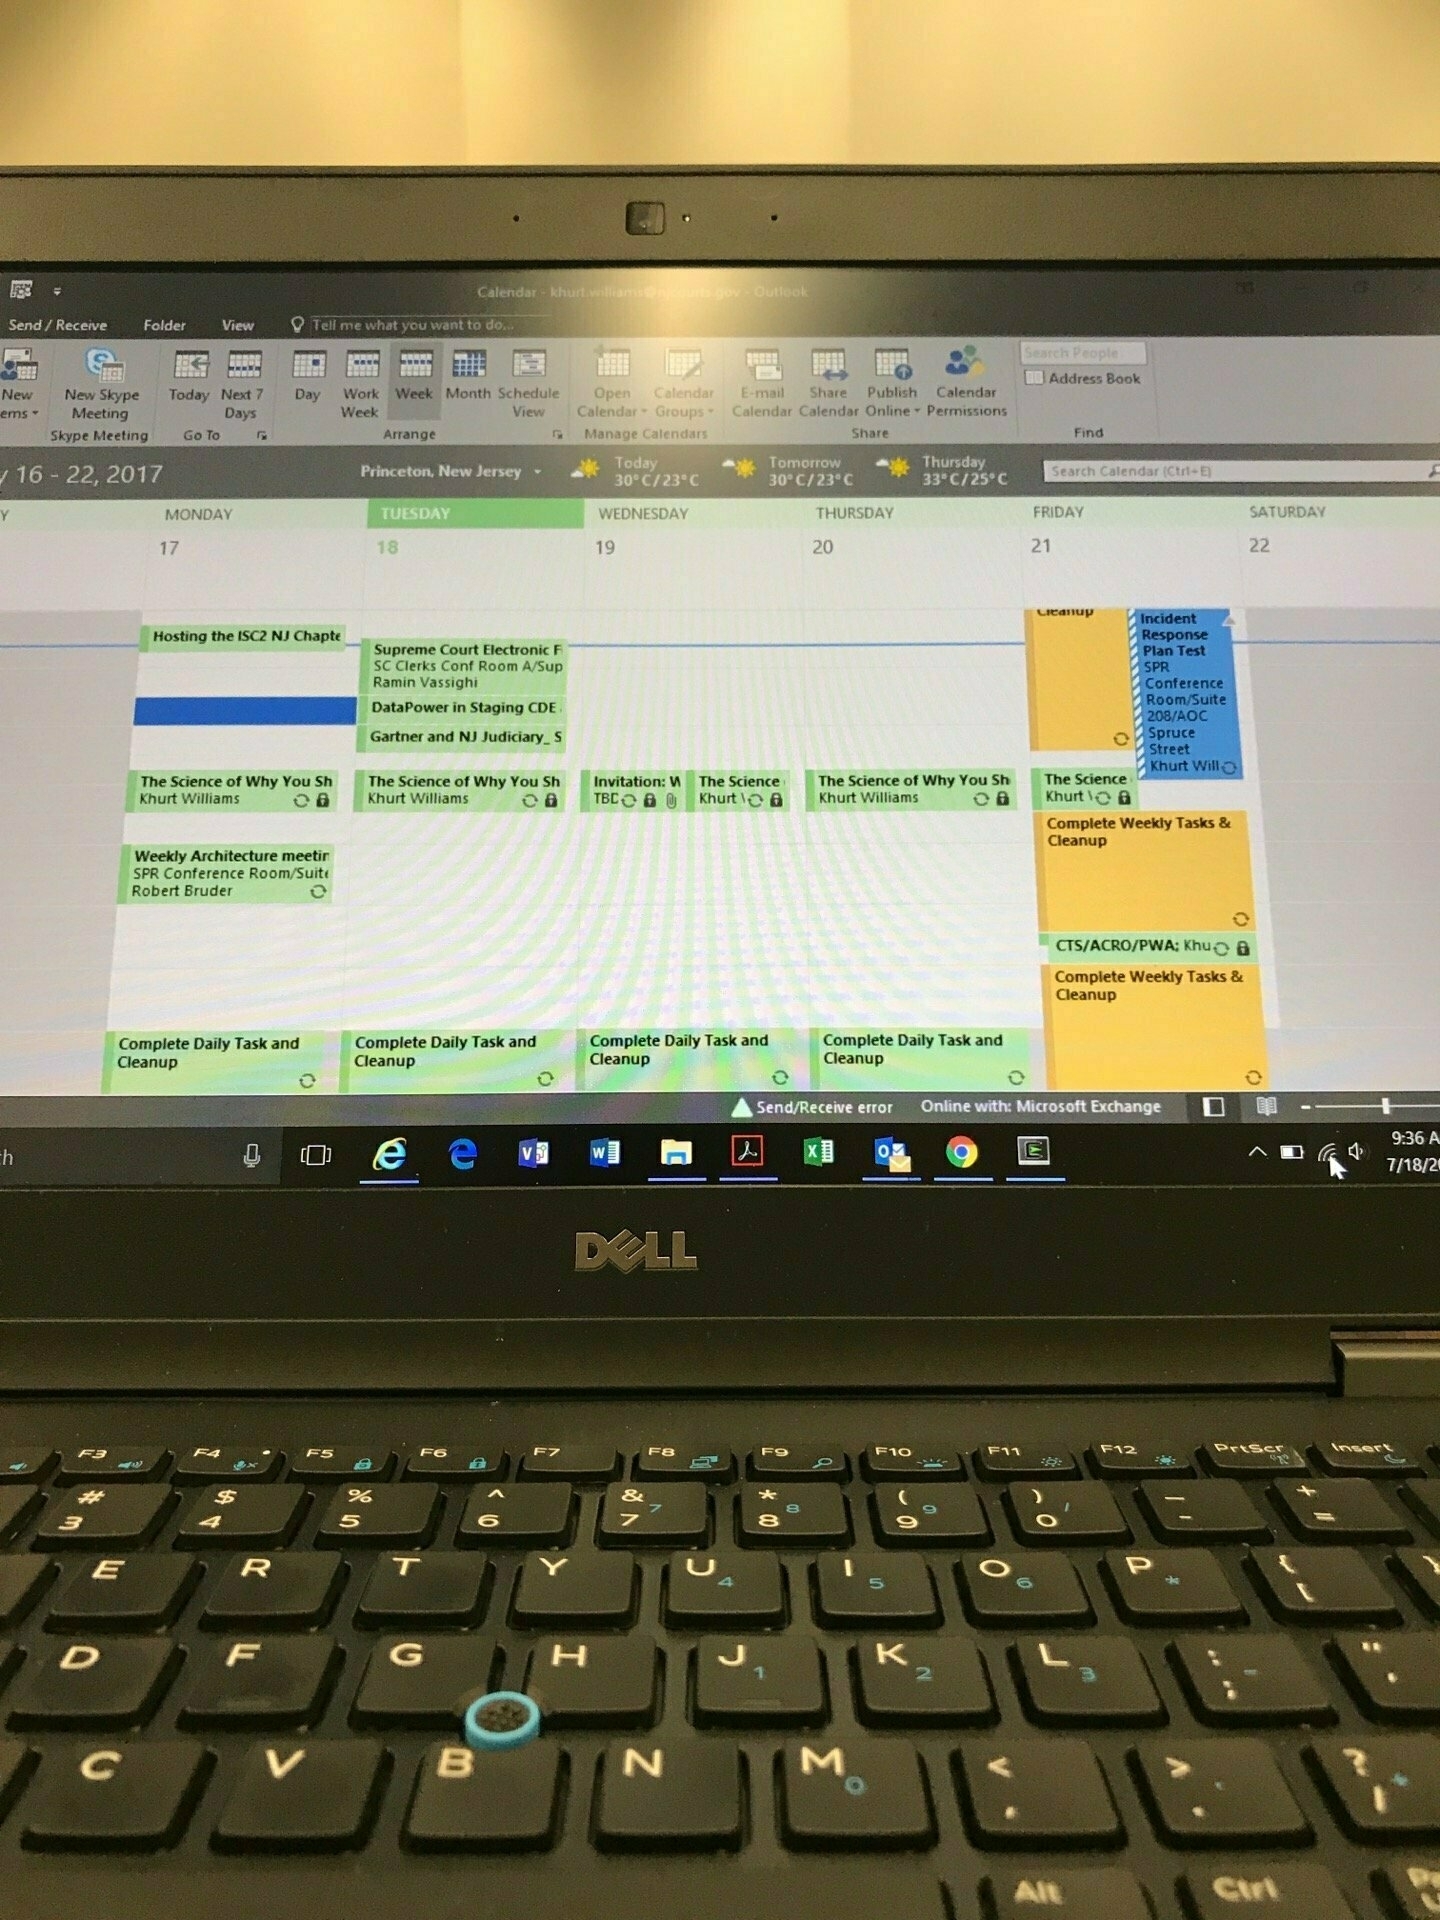 Calendar - khurt.williams@njcourts.gov - Outlook
Send / Receive Folder View Tell me what you want to do...
New
ems
New Skype
Meeting
Skype Meeting
Today
Next 7
Days
Go To
Day
Work
Week
Week
Month
Schedule
View
Arrange
Open
Calendar
Calendar
Groups
Manage Calendars
E-mail
Calendar
Share
Calendar
Publish
Online
Calendar
Permissions
Share
Search People
Address Book
Find
y 16 - 22, 2017
Princeton, New Jersey
Today
30°C/23°C
Tomorrow
30°C/23°C
Thursday
33°C/25°C
Search Calendar (Ctrl+E)
Y MONDAY TUESDAY WEDNESDAY THURSDAY FRIDAY SATURDAY
17 18 19 20 21 22
Hosting the ISC2 NJ Chapte
The Science of Why You Sh
Khurt Williams
Weekly Architecture meetin
SPR Conference Room/Suite
Robert Bruder
Complete Daily Task and
Cleanup
Supreme Court Electronic F
SC Clerks Conf Room A/Sup
Ramin Vassighi
DataPower in Staging CDE
Gartner and NJ Judiciary_ S
The Science of Why You Sh
Khurt Williams
Complete Daily Task and
Cleanup
Invitation: W
TBD
The Science
Khurt
Complete Daily Task and
Cleanup
The Science of Why You Sh
Khurt Williams
Complete Daily Task and
Cleanup
Cleanup
Incident
Response
Plan Test
SPR
Conference
Room/Suite
208/AOC
Spruce
Street
Khurt Will
The Science
Khurt
Complete Weekly Tasks &
Cleanup
CTS/ACRO/PWA; Khu
Complete Weekly Tasks &
Cleanup
Send/Receive error Online with: Microsoft Exchange
h
9:36 A
7/18/20
DELL
F3 F4 F5 F6 F7 F8 F9 F10 F11 F12 PrtScr Insert
# $ % ^ & 7 * 8 ( 9 ) / _ +
3 4 5 6 7 8 9 0 - =
E R T Y U 4 I 5 O 6 P * { [
D F G H J 1 K 2 L 3 : ; - " '
C V B N M 0 < , > . ? /
Alt Ctrl